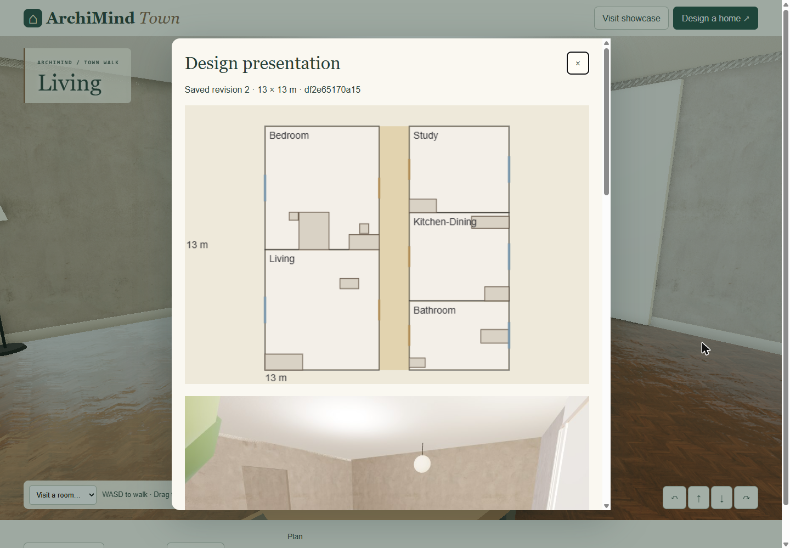 ArchiMind Town
Visit showcase
Design a home ↗
ARCHIMIND / TOWN WALK
Living
Design presentation
×
Saved revision 2 · 13 × 13 m · df2e65170a15
Bedroom
Study
Kitchen-Dining
13 m
Living
Bathroom
13 m
Visit a room...
WASD to walk · Drag
Plan